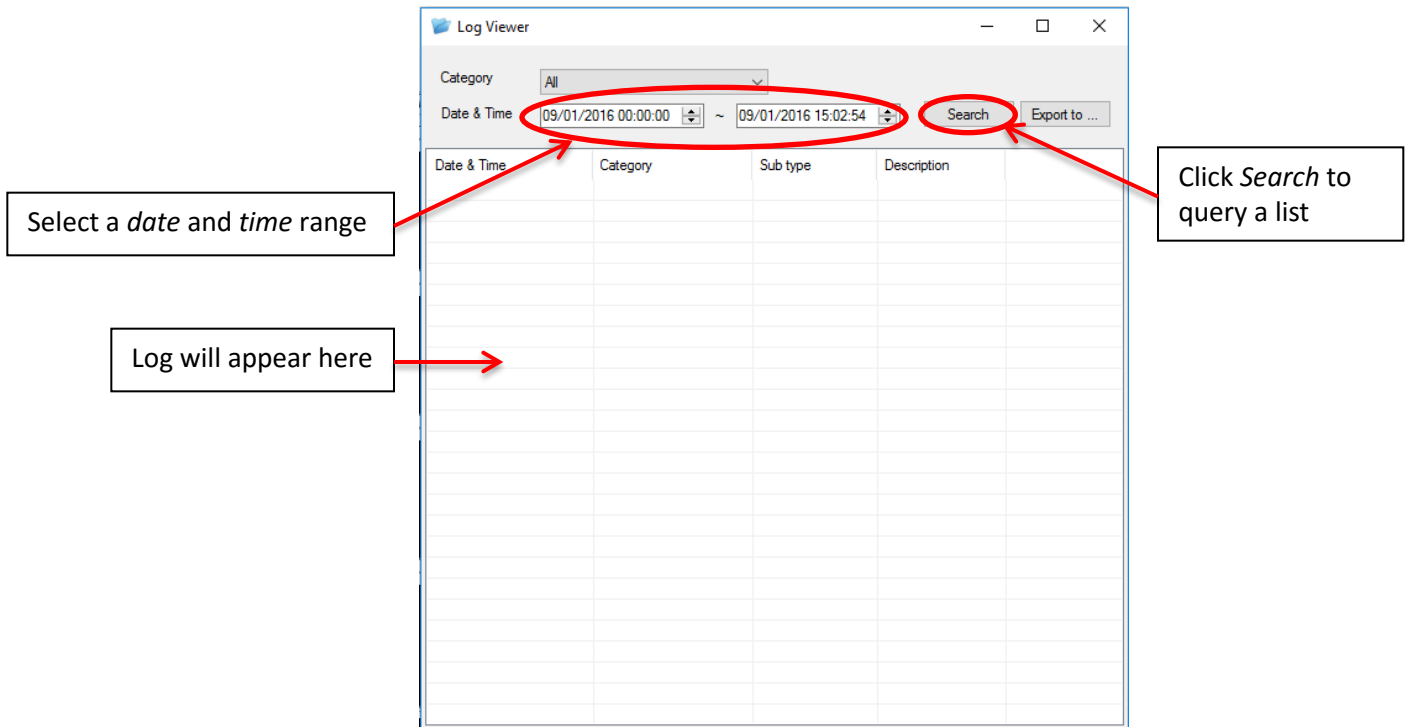 Log Viewer
Category
All
Date & Time
09/01/2016 00:00:00 ~ 09/01/2016 15:02:54
Search
Export to ...
Date & Time Category Sub type Description
Select a date and time range
Click Search to
query a list
Log will appear here